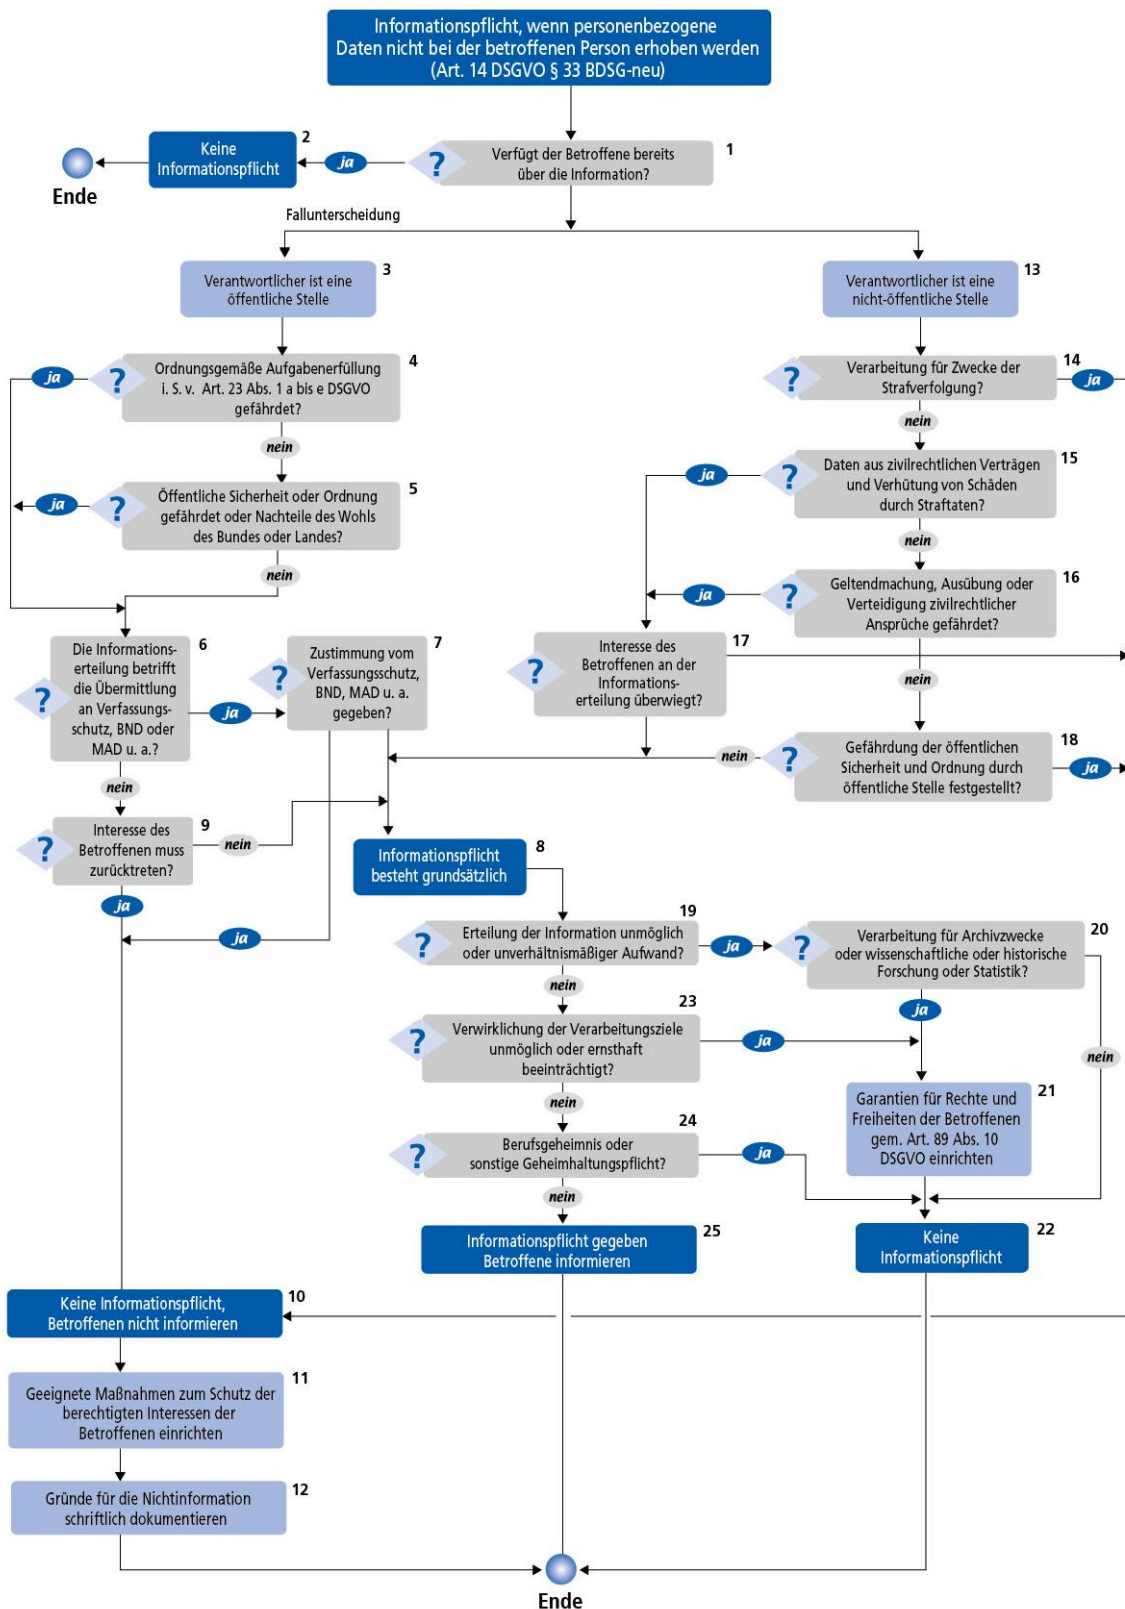 Informationspflicht, wenn personenbezogene
Daten nicht bei der betroffenen Person erhoben werden
(Art. 14 DSGVO § 33 BDSG-neu)
1
Verfügt der Betroffene bereits
über die Information?
?
ja
2
Keine
Informationspflicht
Ende
Fallunterscheidung
3
Verantwortlicher ist eine
öffentliche Stelle
13
Verantwortlicher ist eine
nicht-öffentliche Stelle
4
Ordnungsgemäße Aufgabenerfüllung
i. S. v. Art. 23 Abs. 1 a bis e DSGVO
gefährdet?
?
ja
nein
14
Verarbeitung für Zwecke der
Strafverfolgung?
?
ja
nein
5
Öffentliche Sicherheit oder Ordnung
gefährdet oder Nachteile des Wohls
des Bundes oder Landes?
?
ja
nein
15
Daten aus zivilrechtlichen Verträgen
und Verhütung von Schäden
durch Straftaten?
?
ja
nein
16
Geltendmachung, Ausübung oder
Verteidigung zivilrechtlicher
Ansprüche gefährdet?
?
ja
nein
6
Die Informations-
erteilung betrifft
die Übermittlung
an Verfassungs-
schutz, BND oder
MAD u. a.?
?
ja
nein
7
Zustimmung vom
Verfassungsschutz,
BND, MAD u. a.
gegeben?
?
ja
17
Interesse des
Betroffenen an der
Informations-
erteilung überwiegt?
?
18
Gefährdung der öffentlichen
Sicherheit und Ordnung durch
öffentliche Stelle festgestellt?
?
nein
ja
9
Interesse des
Betroffenen muss
zurücktreten?
?
nein
ja
8
Informationspflicht
besteht grundsätzlich
19
Erteilung der Information unmöglich
oder unverhältnismäßiger Aufwand?
?
ja
nein
20
Verarbeitung für Archivzwecke
oder wissenschaftliche oder historische
Forschung oder Statistik?
?
ja
nein
23
Verwirklichung der Verarbeitungsziele
unmöglich oder ernsthaft
beeinträchtigt?
?
ja
nein
21
Garantien für Rechte und
Freiheiten der Betroffenen
gem. Art. 89 Abs. 10
DSGVO einrichten
24
Berufsgeheimnis oder
sonstige Geheimhaltungspflicht?
?
ja
nein
25
Informationspflicht gegeben
Betroffene informieren
22
Keine
Informationspflicht
10
Keine Informationspflicht,
Betroffenen nicht informieren
11
Geeignete Maßnahmen zum Schutz der
berechtigten Interessen der
Betroffenen einrichten
12
Gründe für die Nichtinformation
schriftlich dokumentieren
Ende